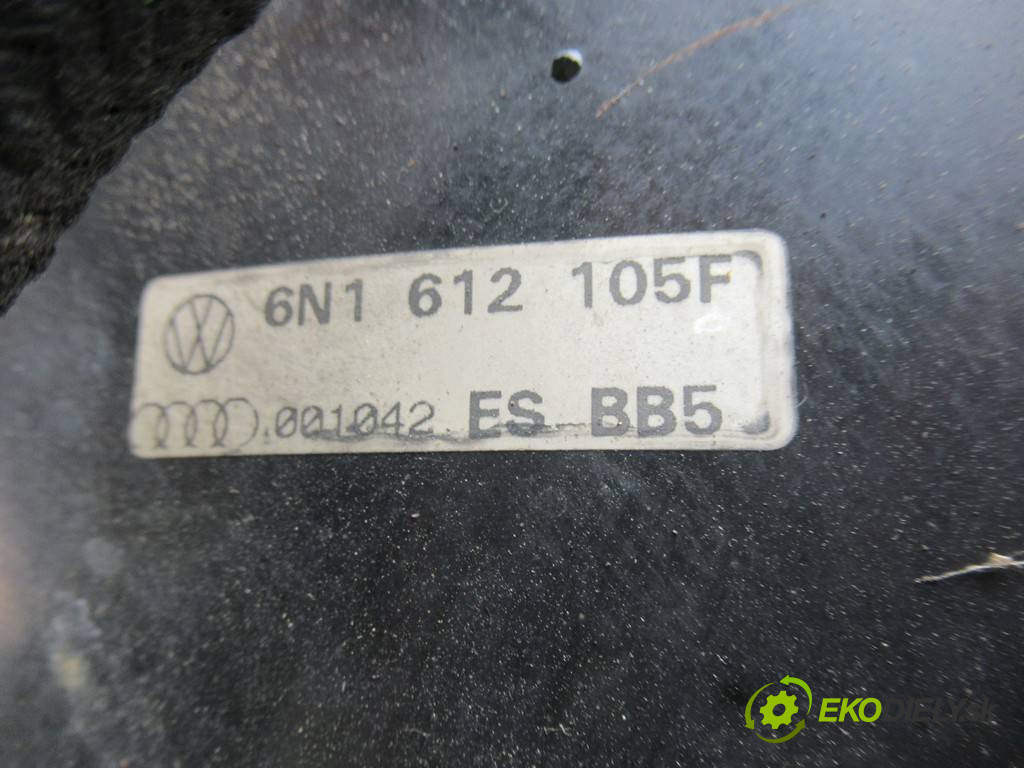 6N1 612 105F
001042 ES BB5
EKODIELY.sk